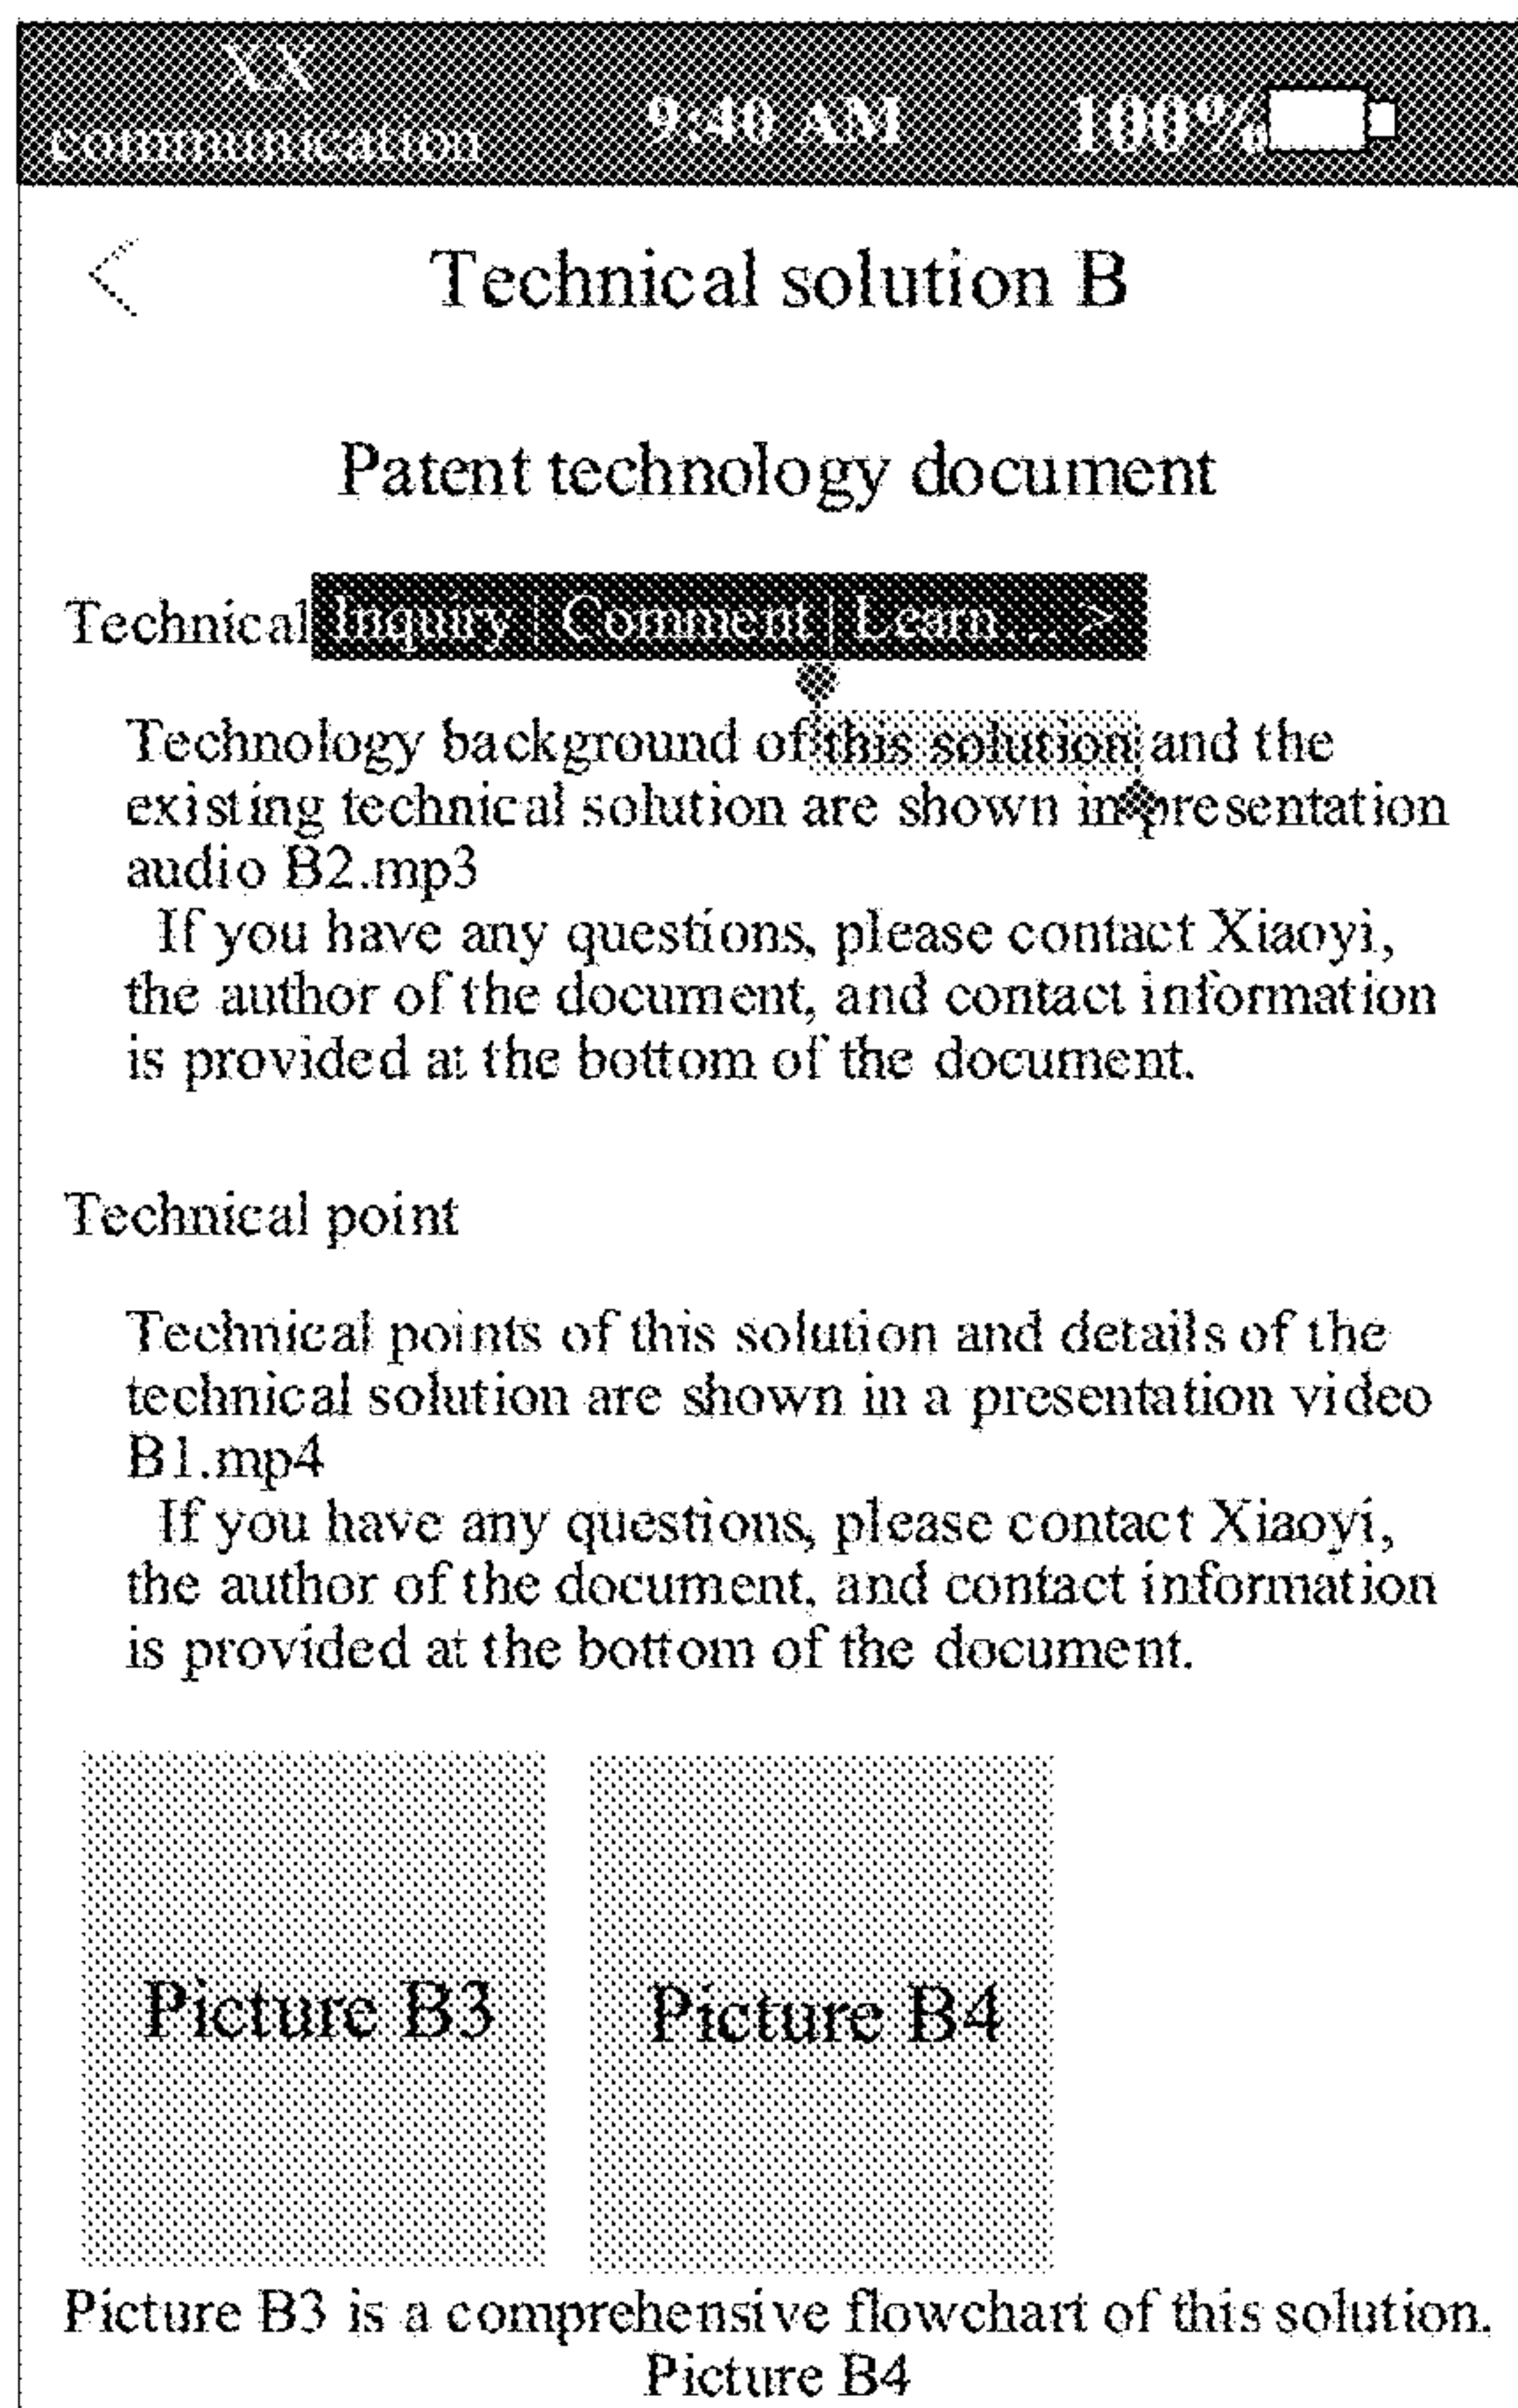 XX
communication 9:40 AM 100%
< Technical solution B
Patent technology document
Technical Inquiry | Comment | Learn... >
Technology background of this solution and the
existing technical solution are shown in presentation
audio B2.mp3
If you have any questions, please contact Xiaoyi,
the author of the document, and contact information
is provided at the bottom of the document.
Technical point
Technical points of this solution and details of the
technical solution are shown in a presentation video
B1.mp4
If you have any questions, please contact Xiaoyi,
the author of the document, and contact information
is provided at the bottom of the document.
Picture B3 Picture B4
Picture B3 is a comprehensive flowchart of this solution.
Picture B4